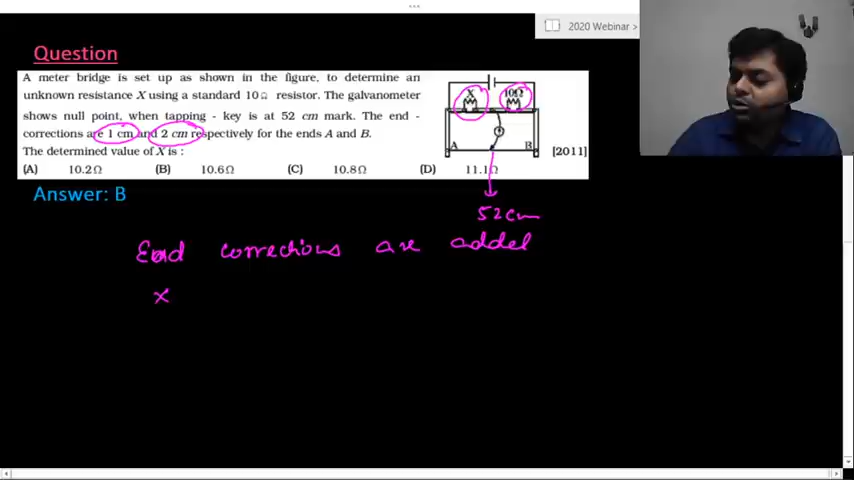 2020 Webinar >
Question
A meter bridge is set up as shown in the figure, to determine an
unknown resistance X using a standard 10Ω resistor. The galvanometer
shows null point, when tapping - key is at 52 cm mark. The end -
corrections are 1 cm and 2 cm respectively for the ends A and B.
The determined value of X is :
[2011]
(A) 10.2Ω (B) 10.6Ω (C) 10.8Ω (D) 11.1Ω
X 10Ω
A B
Answer: B
52cm
End corrections are added
X